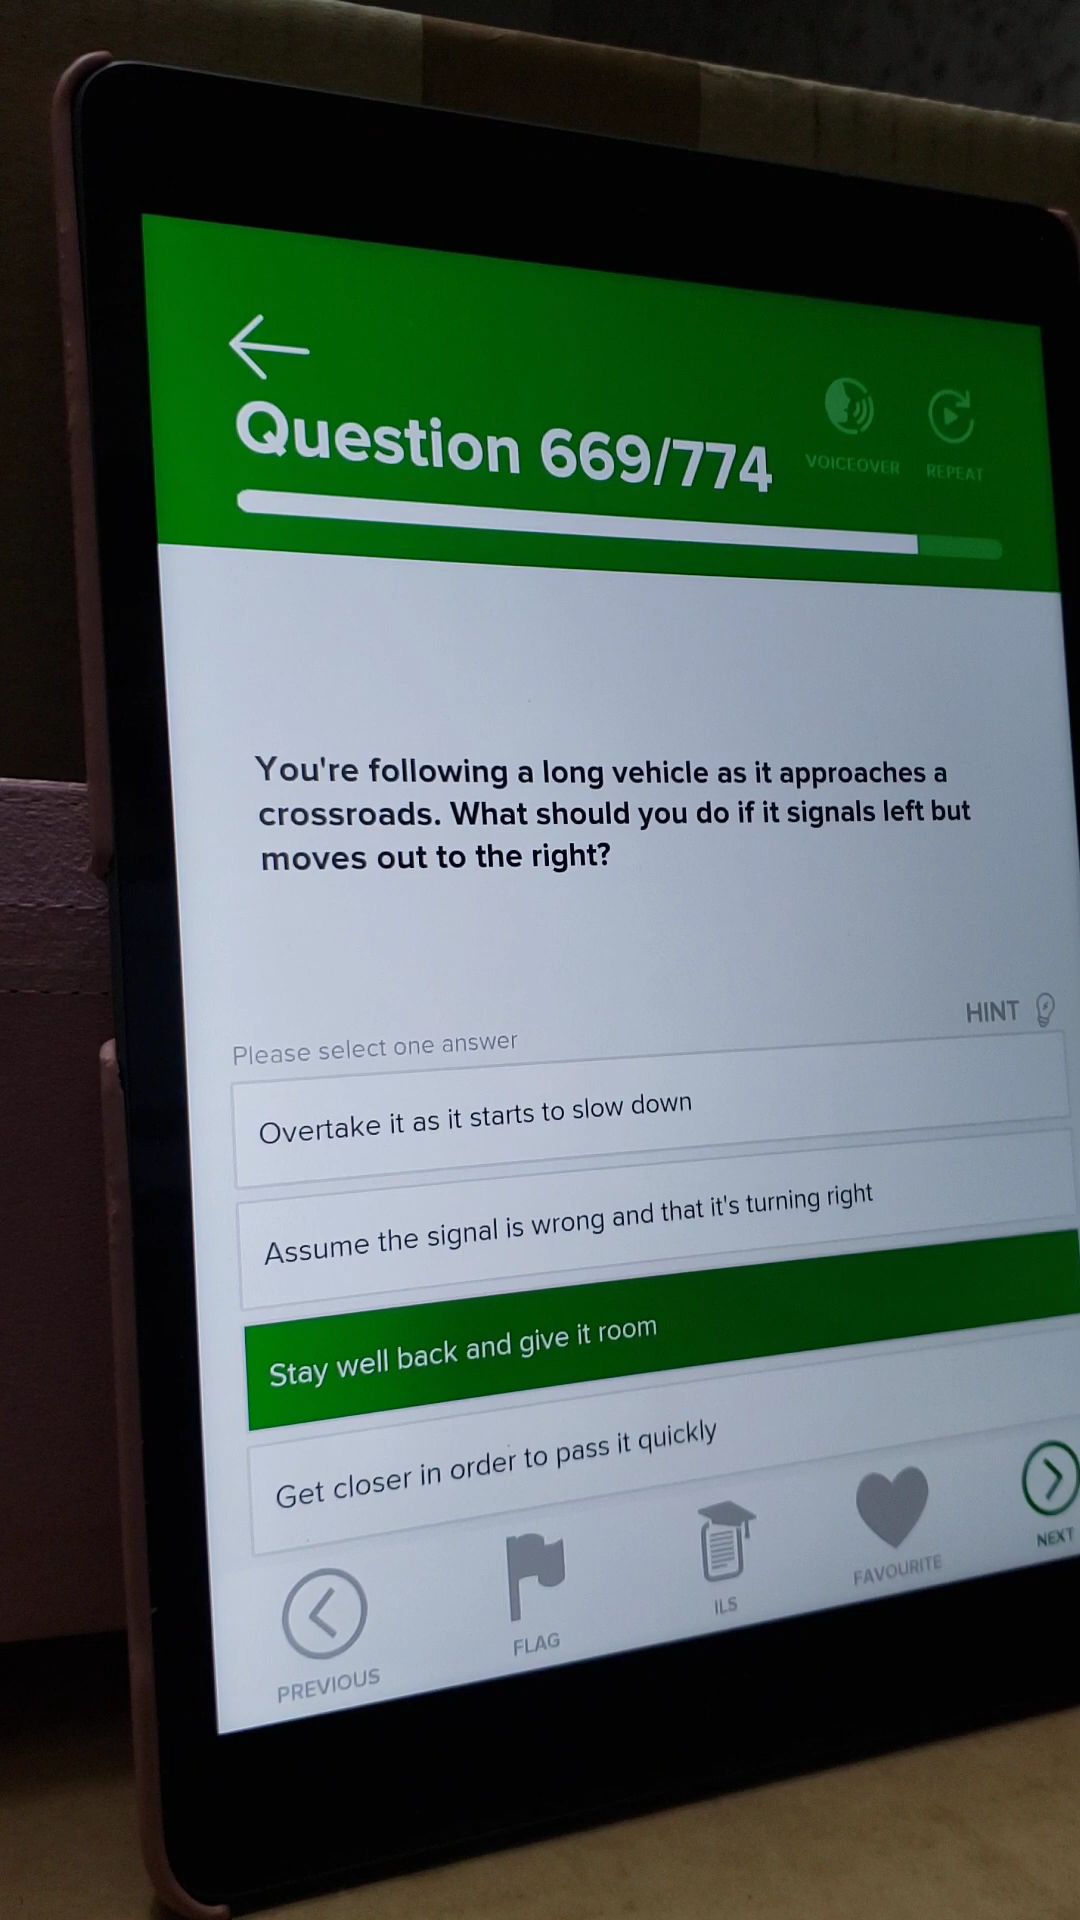 Question 669/774
VOICEOVER
REPEAT
You're following a long vehicle as it approaches a
crossroads. What should you do if it signals left but
moves out to the right?
HINT
Please select one answer
Overtake it as it starts to slow down
Assume the signal is wrong and that it's turning right
Stay well back and give it room
Get closer in order to pass it quickly
PREVIOUS
FLAG
ILS
FAVOURITE
NEXT